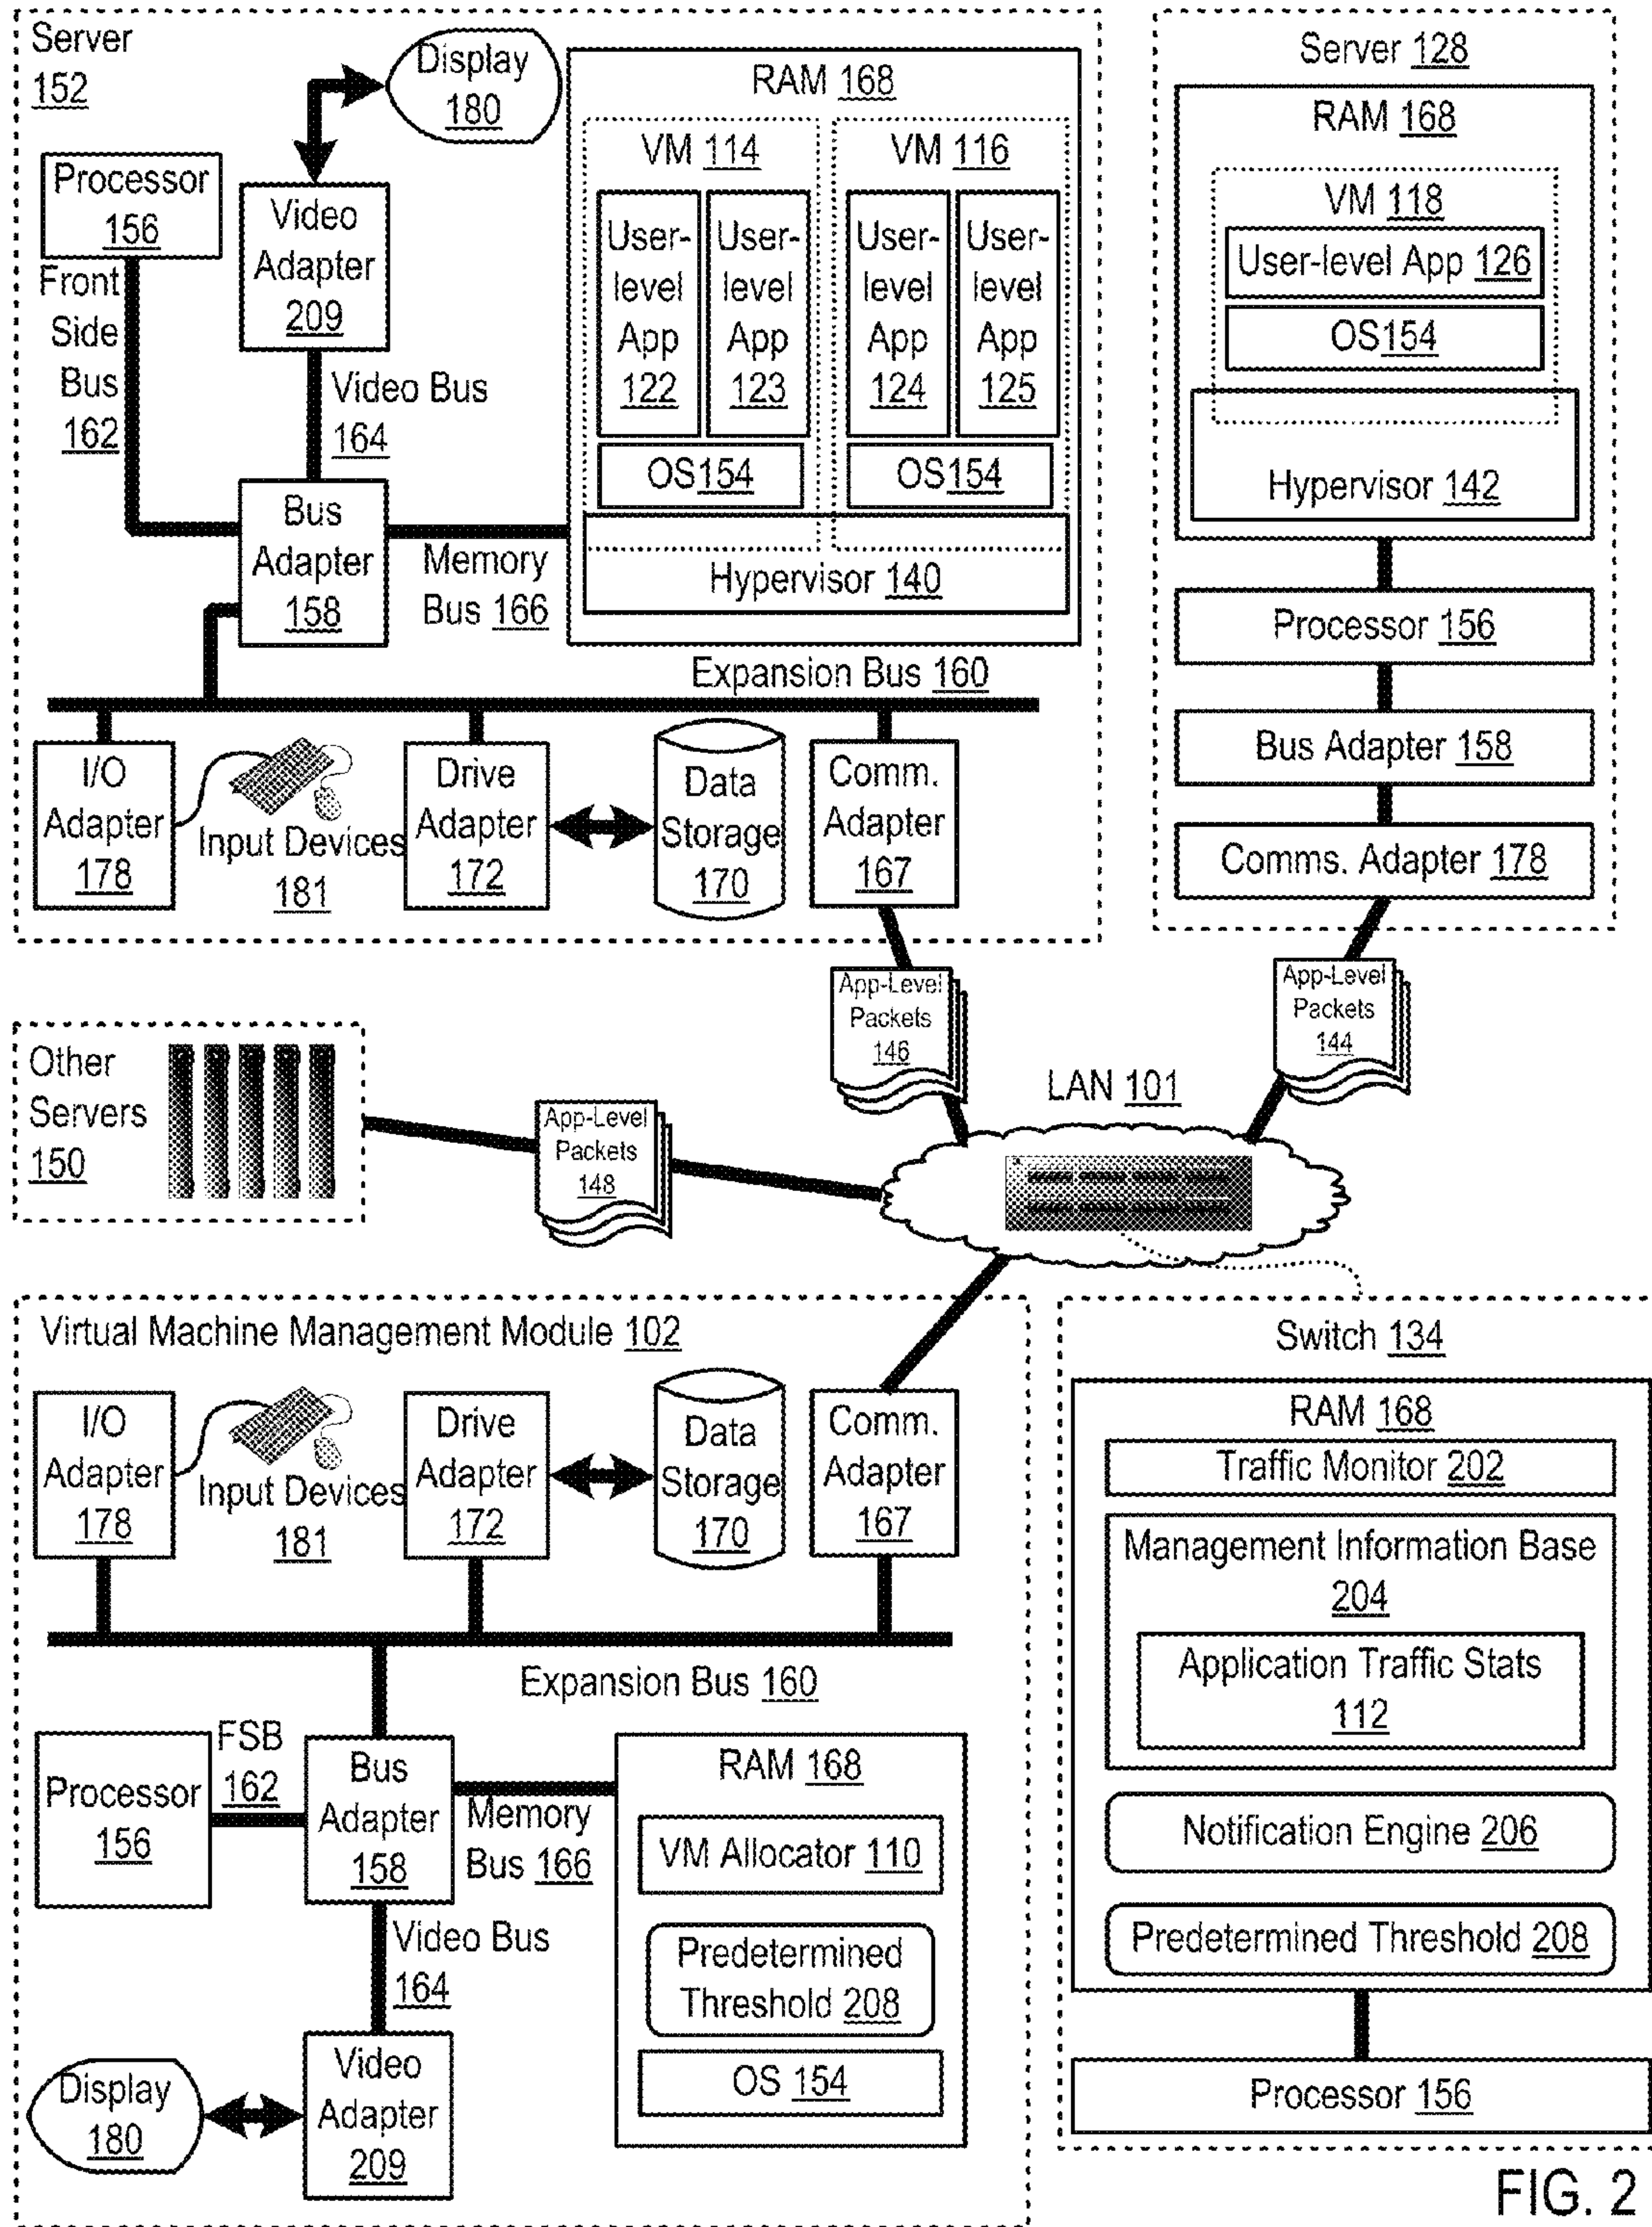 Server
152
Display
180
Processor
156
Video
Adapter
209
Front
Side
Bus
162
Video Bus
164
Bus
Adapter
158
Memory
Bus 166
RAM 168
VM 114
User-
level
App
122
User-
level
App
123
OS154
VM 116
User-
level
App
124
User-
level
App
125
OS154
Hypervisor 140
Expansion Bus 160
I/O
Adapter
178
Input Devices
181
Drive
Adapter
172
Data
Storage
170
Comm.
Adapter
167
Server 128
RAM 168
VM 118
User-level App 126
OS154
Hypervisor 142
Processor 156
Bus Adapter 158
Comms. Adapter 178
App-Level
Packets
146
App-Level
Packets
144
Other
Servers
150
App-Level
Packets
148
LAN 101
Virtual Machine Management Module 102
I/O
Adapter
178
Input Devices
181
Drive
Adapter
172
Data
Storage
170
Comm.
Adapter
167
Expansion Bus 160
Processor
156
FSB
162
Bus
Adapter
158
Memory
Bus 166
RAM 168
VM Allocator 110
Predetermined
Threshold 208
OS 154
Video Bus
164
Display
180
Video
Adapter
209
Switch 134
RAM 168
Traffic Monitor 202
Management Information Base
204
Application Traffic Stats
112
Notification Engine 206
Predetermined Threshold 208
Processor 156
FIG. 2